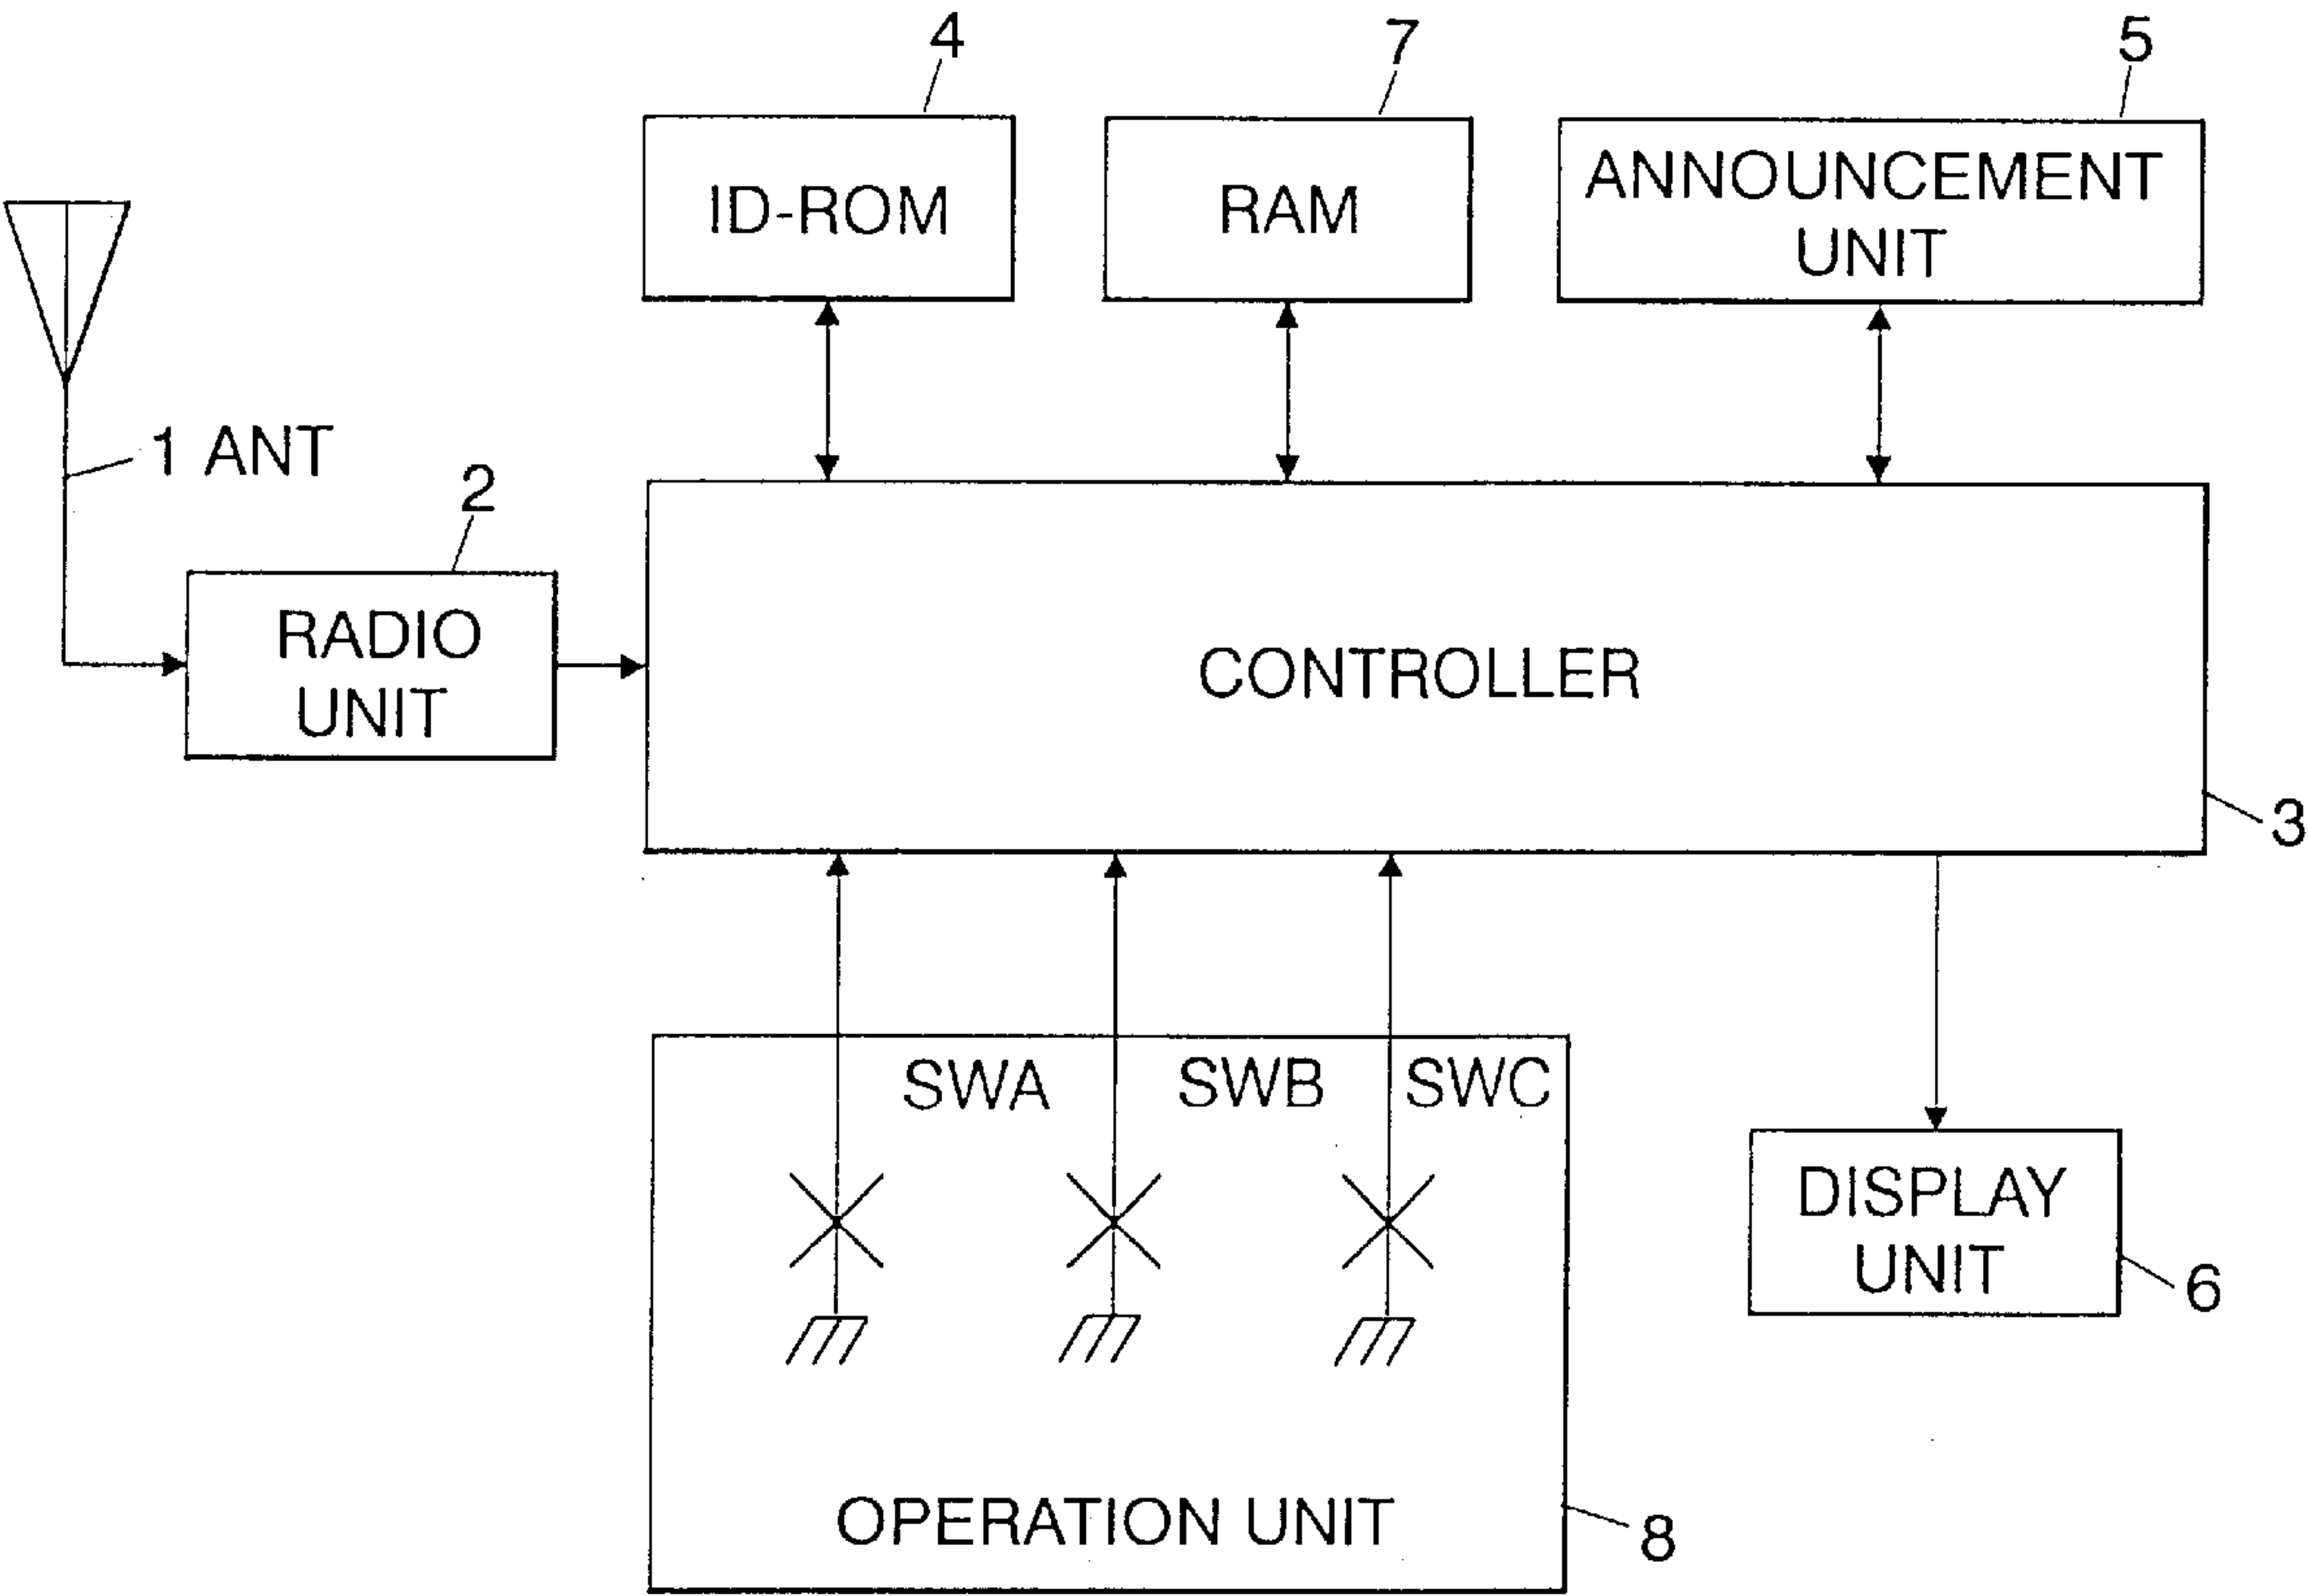 4
7
5
ID-ROM
RAM
ANNOUNCEMENT
UNIT
1 ANT
2
RADIO
UNIT
CONTROLLER
3
SWA
SWB
SWC
DISPLAY
UNIT
6
OPERATION UNIT
8